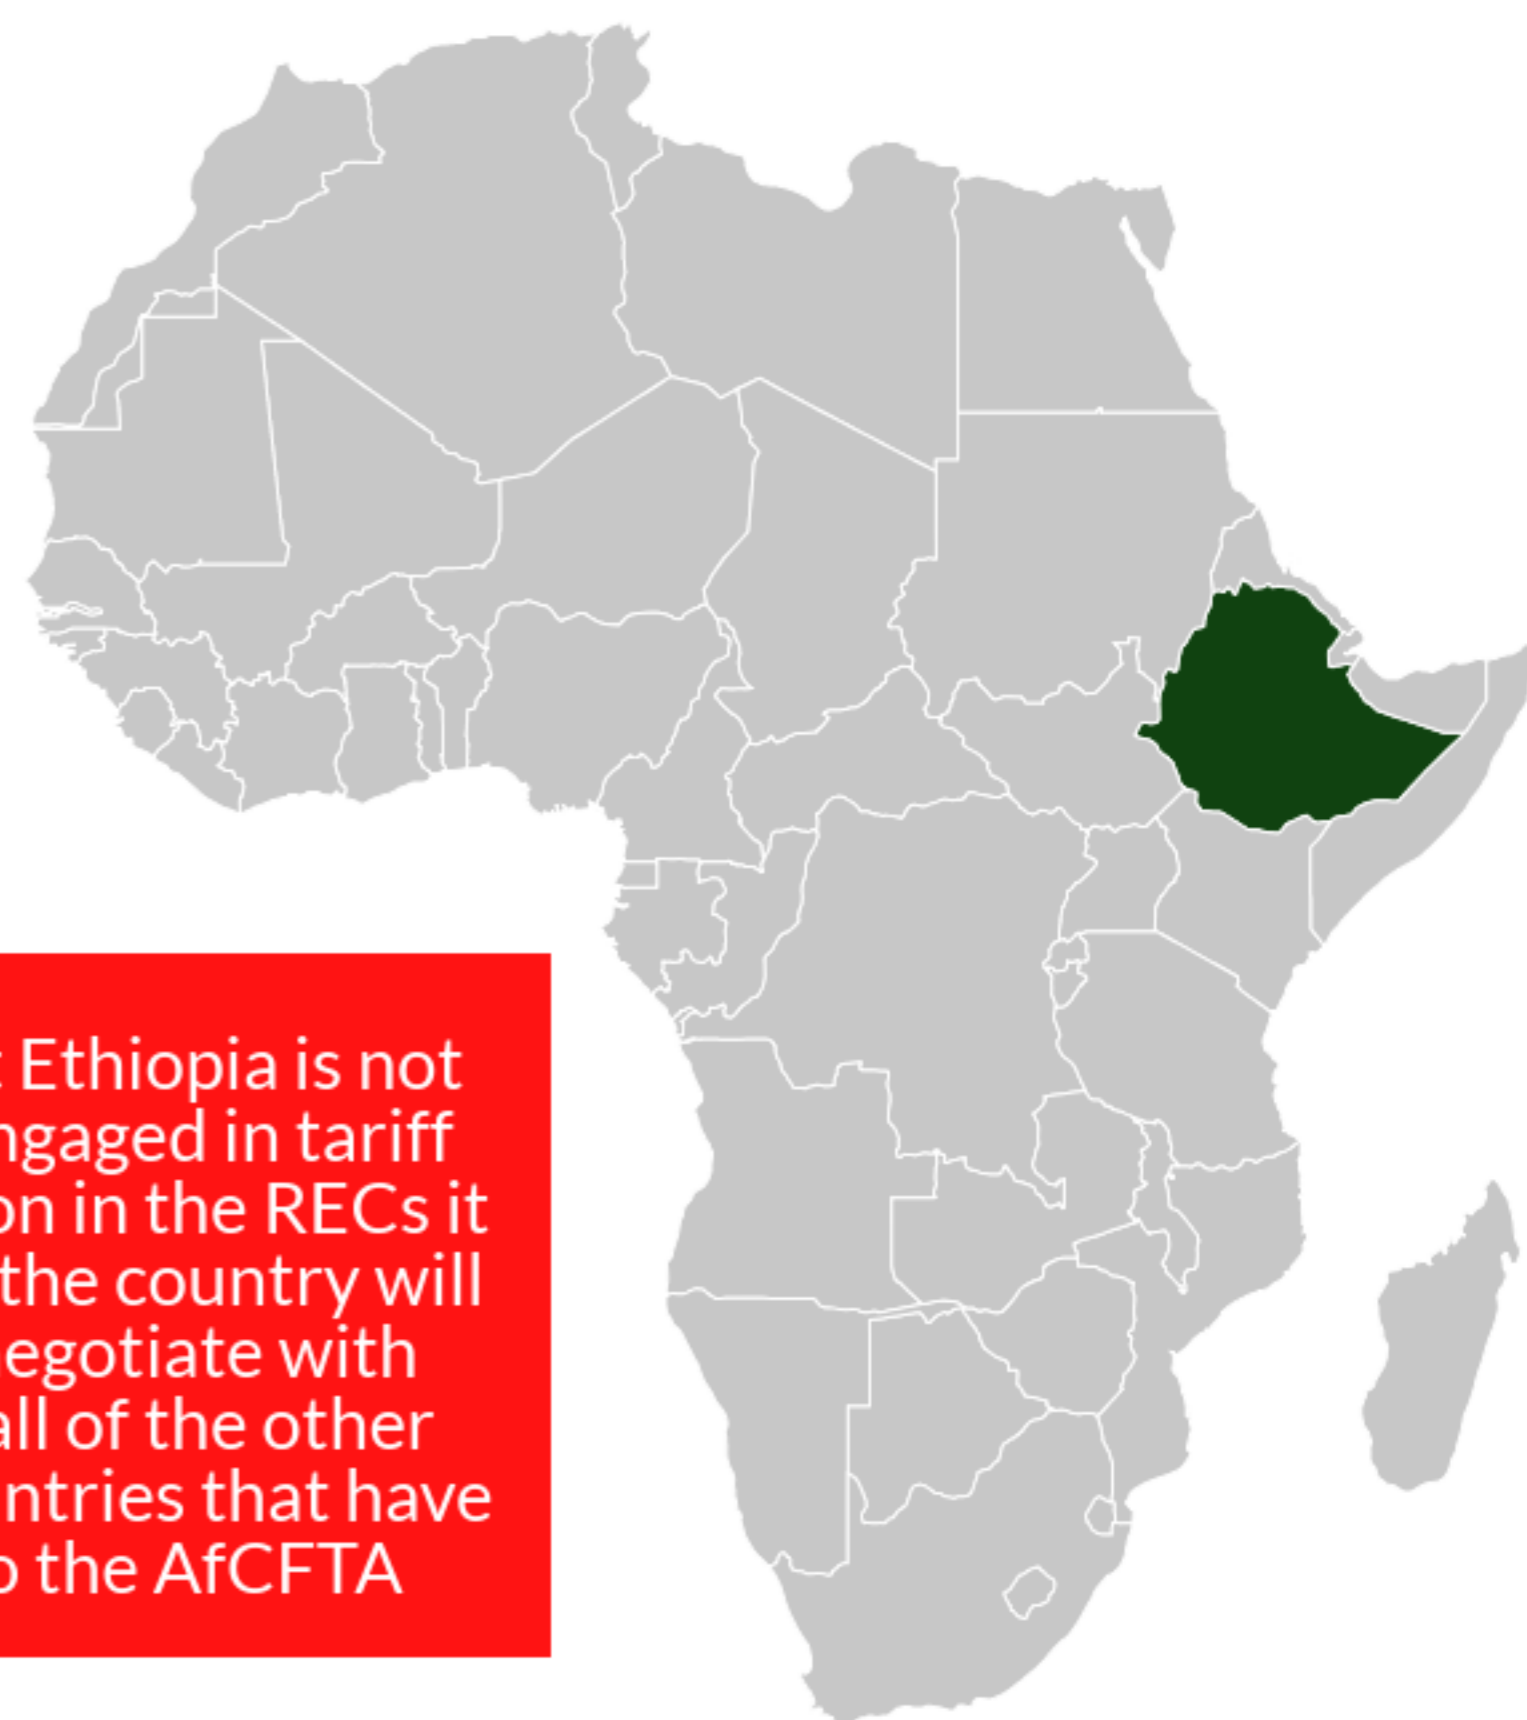 Ethiopia is not
ngaged in tariff
on in the RECs it
the country will
egotiate with
all of the other
ntries that have
o the AfCFTA